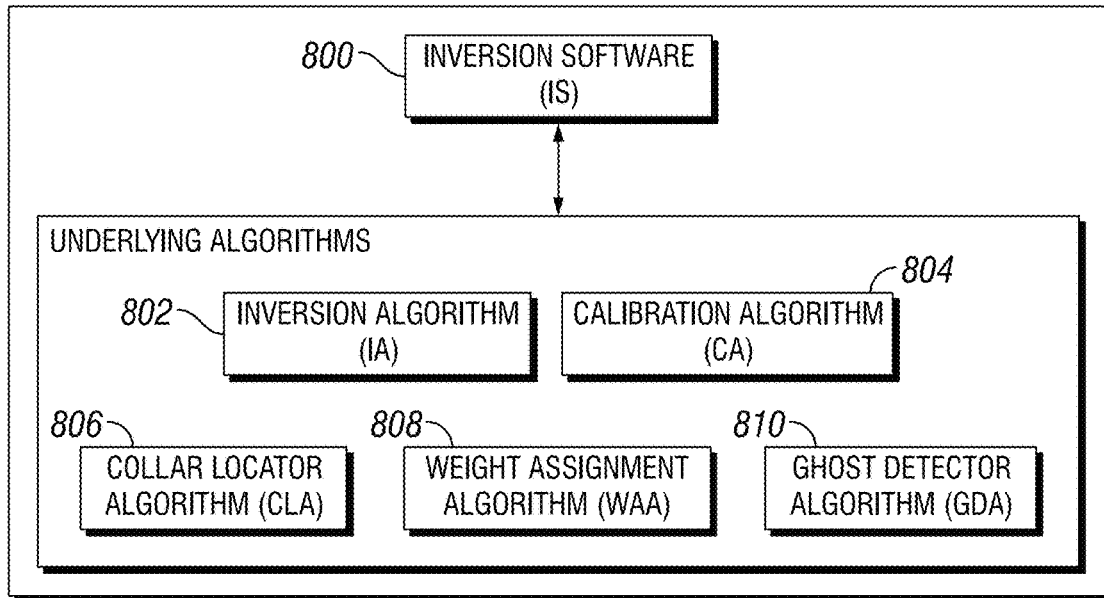 800
INVERSION SOFTWARE
(IS)
UNDERLYING ALGORITHMS
802
INVERSION ALGORITHM
(IA)
804
CALIBRATION ALGORITHM
(CA)
806
COLLAR LOCATOR
ALGORITHM (CLA)
808
WEIGHT ASSIGNMENT
ALGORITHM (WAA)
810
GHOST DETECTOR
ALGORITHM (GDA)